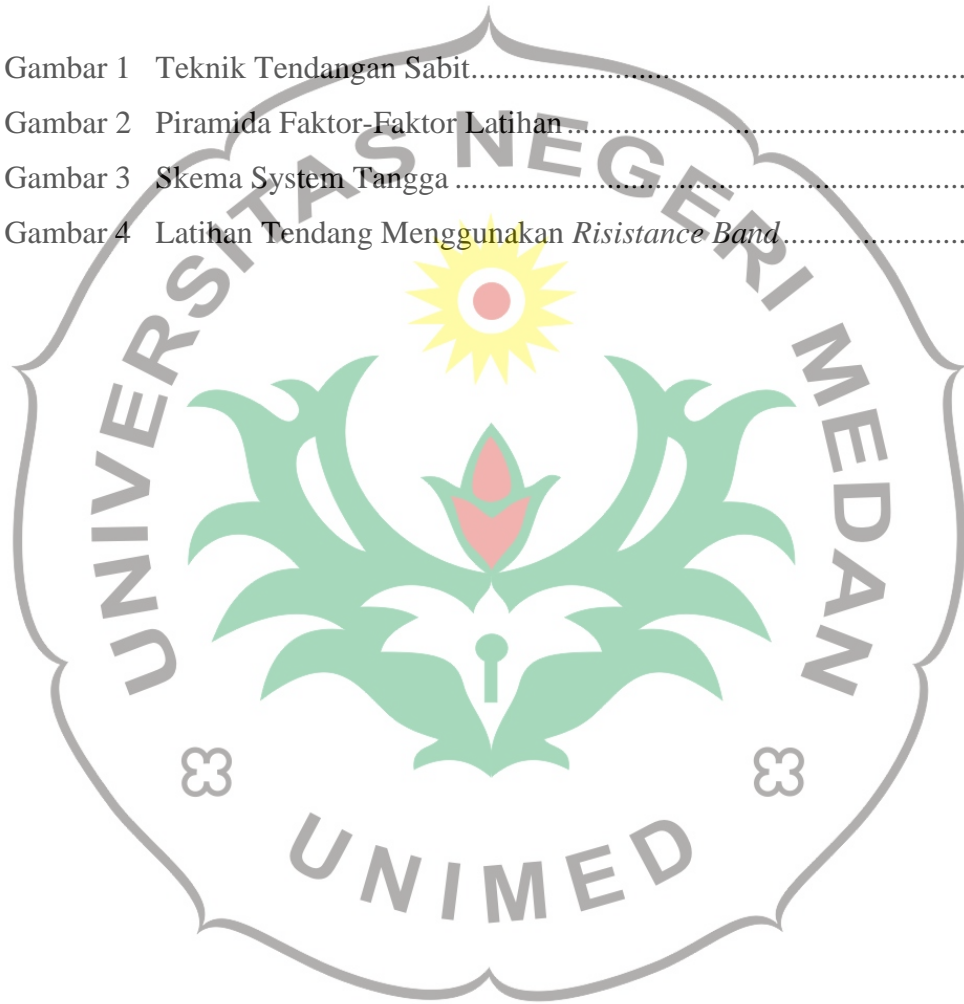 Gambar 1 Teknik Tendangan Sabit........................................................................
Gambar 2 Piramida Faktor-Faktor Latihan........................................................
Gambar 3 Skema System Tangga..........................................................................
Gambar 4 Latihan Tendang Menggunakan Risistance Band..........................
UNIVERSITAS NEGERI MEDAN
UNIMED